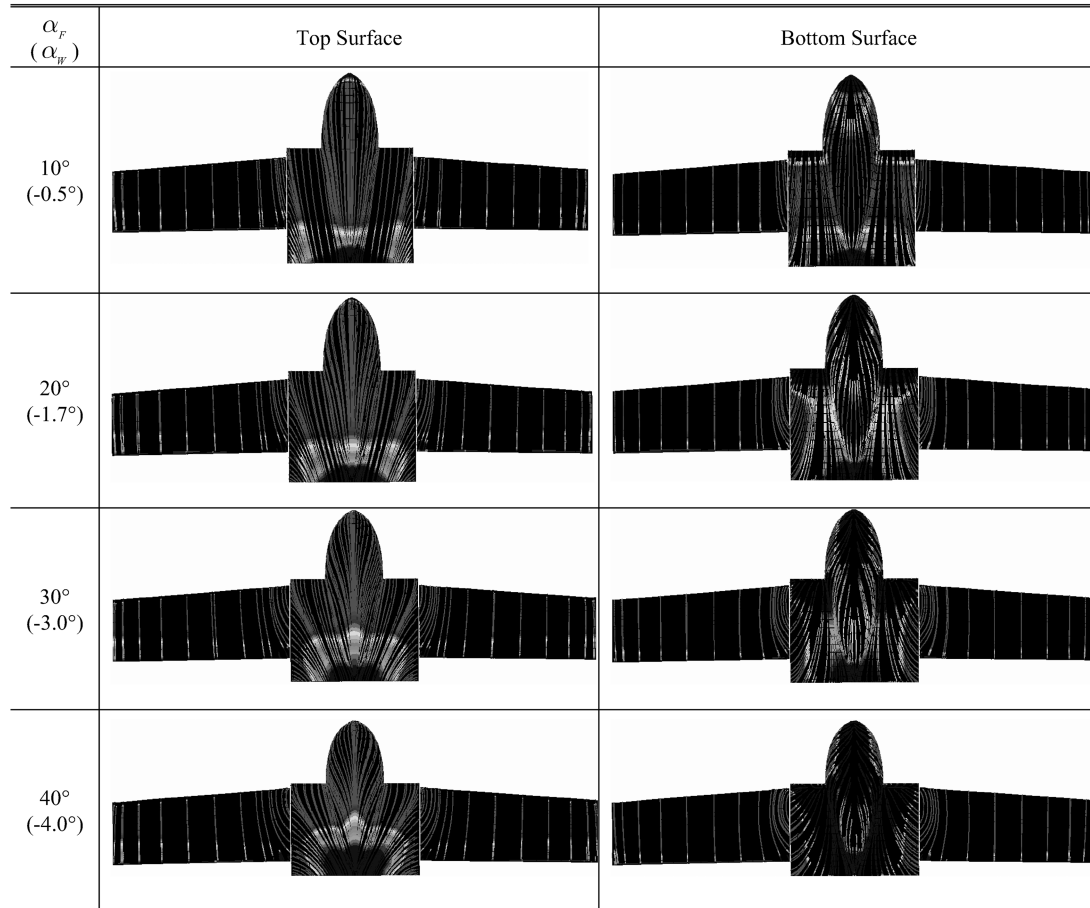 α_F
(α_W)
Top Surface
Bottom Surface
10°
(-0.5°)
20°
(-1.7°)
30°
(-3.0°)
40°
(-4.0°)